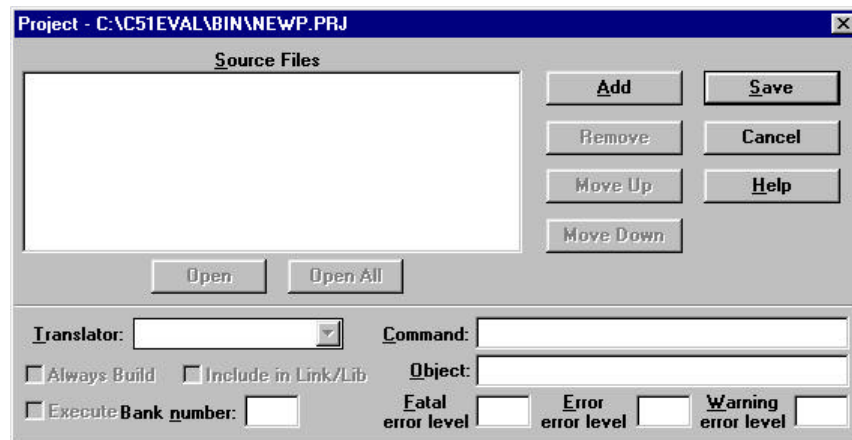 Project - C:\C51EVAL\BIN\NEWP.PRJ
Source Files
Add
Save
Remove
Cancel
Move Up
Help
Move Down
Open
Open All
Translator:
Command:
Always Build
Include in Link/Lib
Object:
Execute
Bank number:
Fatal
error level
Error
error level
Warning
error level